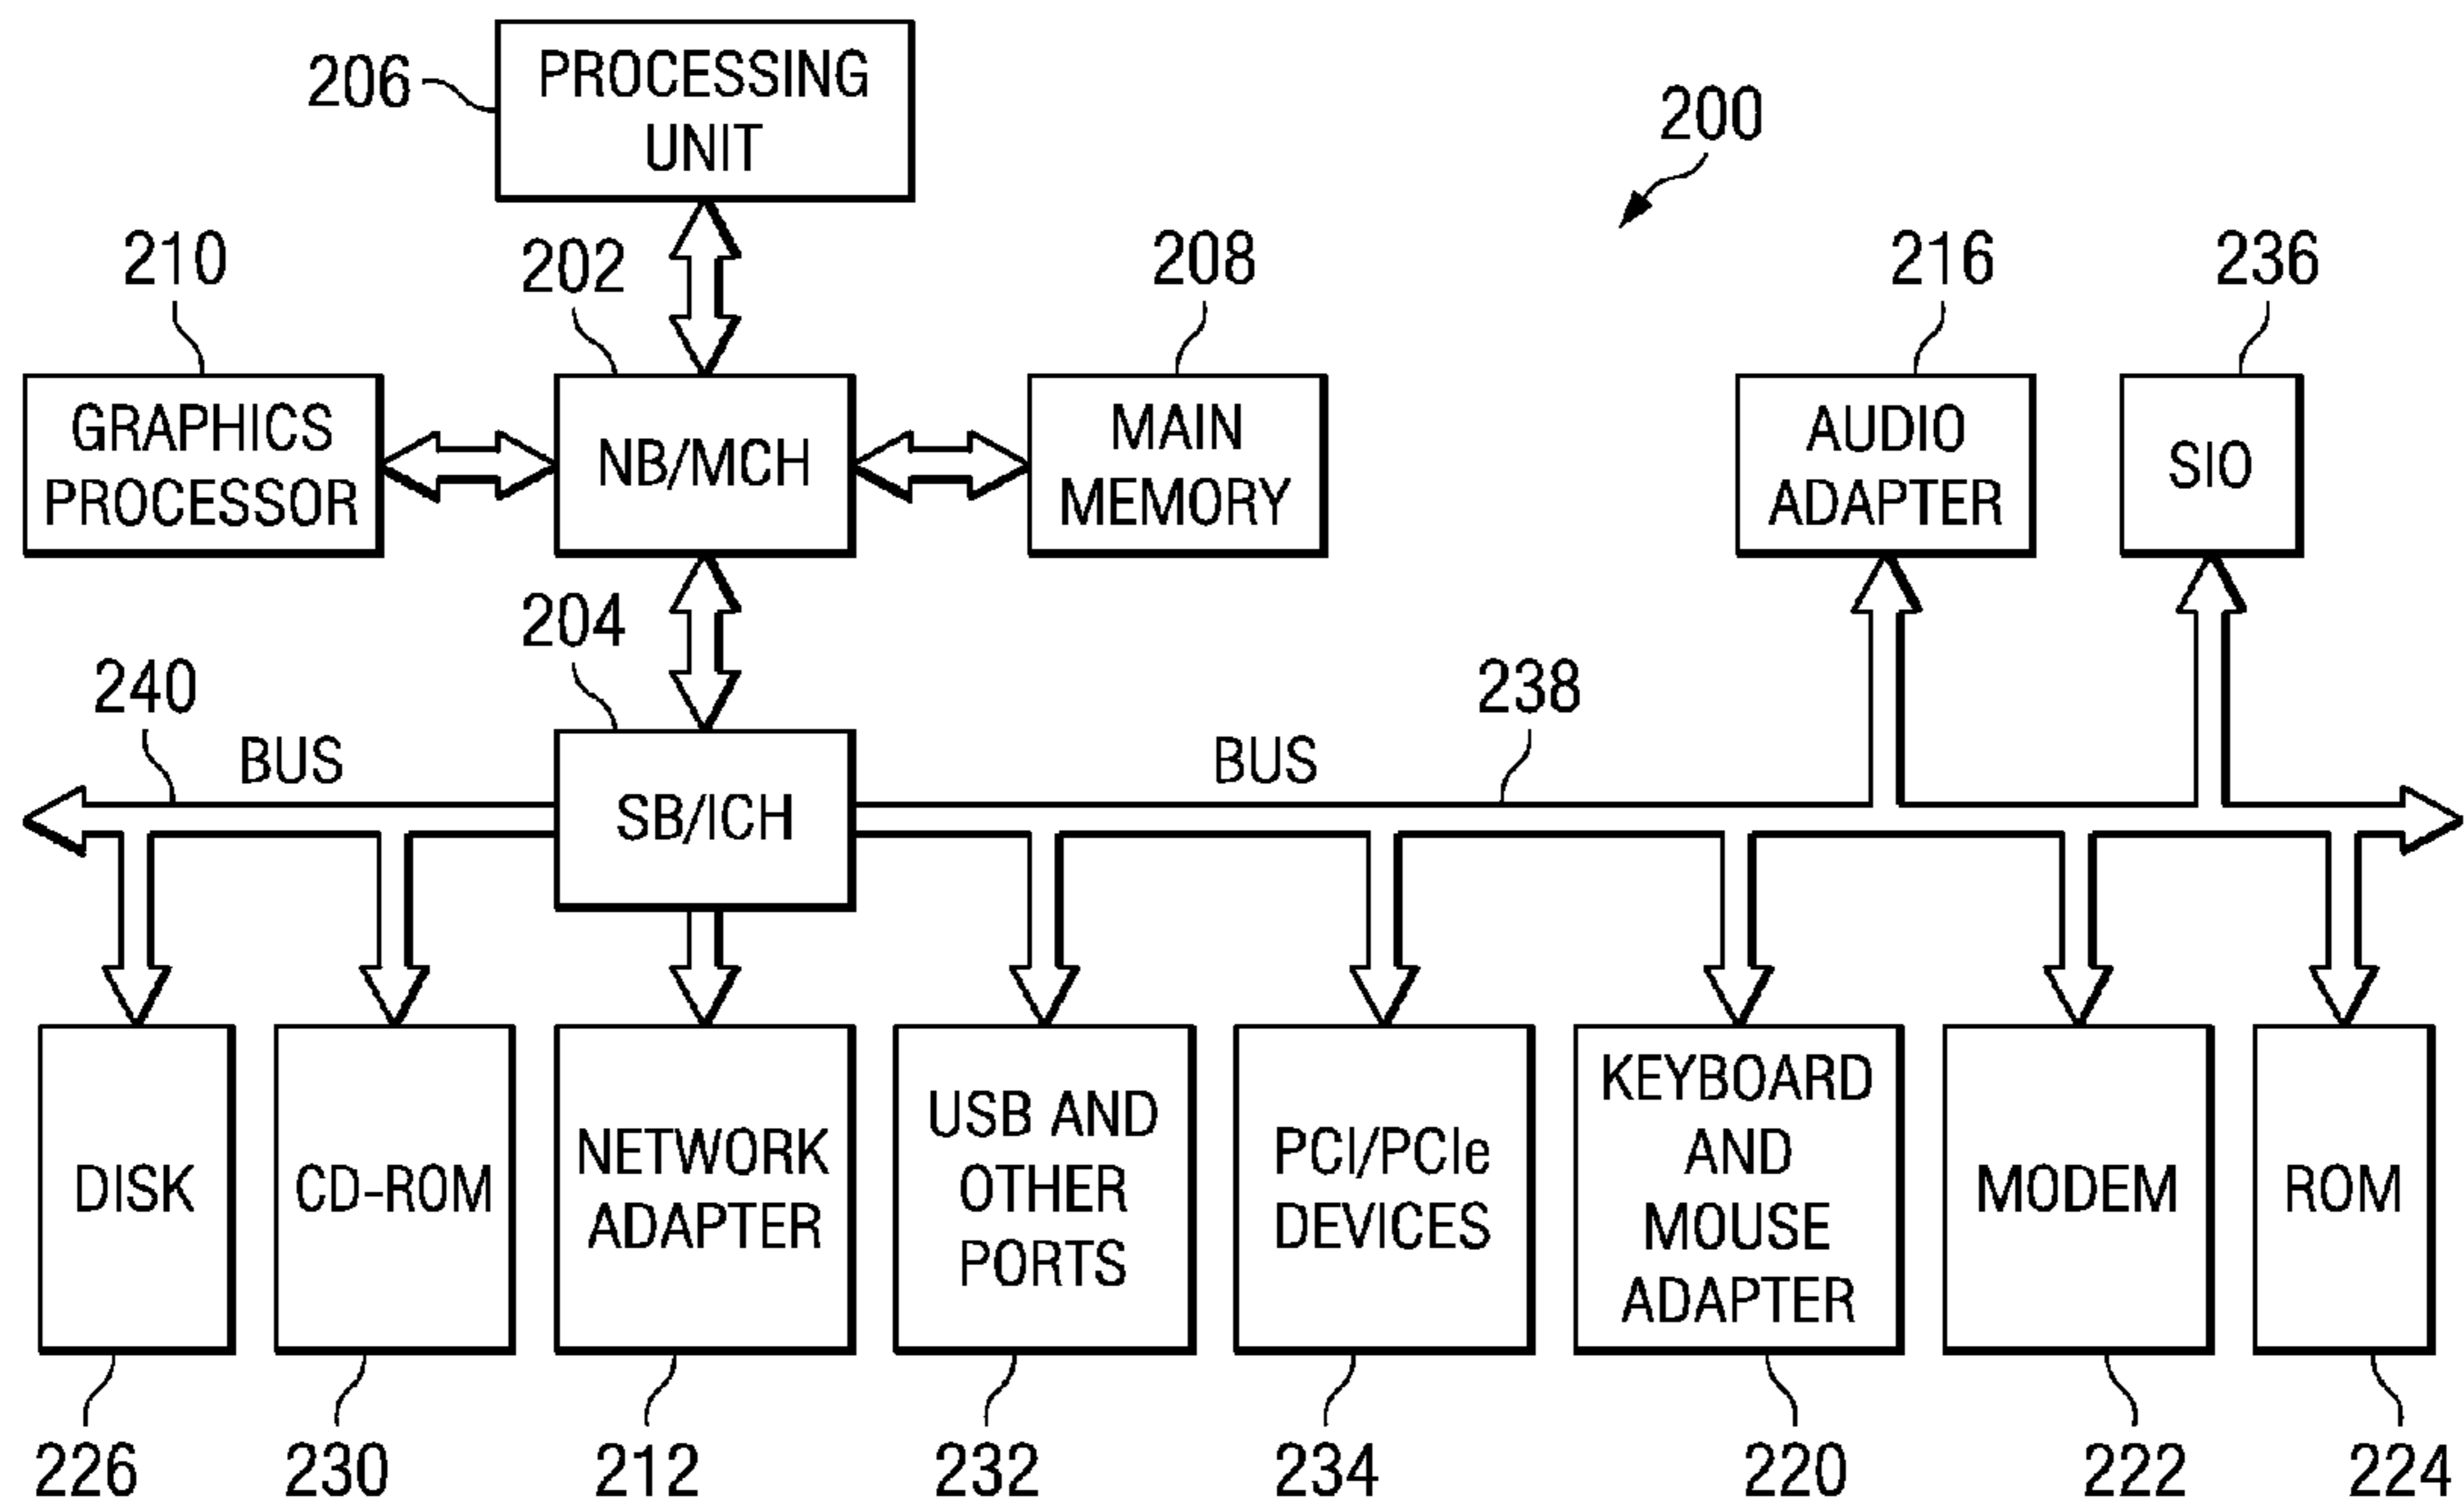 206
PROCESSING
UNIT
200
210
202
208
216
236
GRAPHICS
PROCESSOR
NB/MCH
MAIN
MEMORY
AUDIO
ADAPTER
SIO
204
240
BUS
238
BUS
SB/ICH
DISK
CD-ROM
NETWORK
ADAPTER
USB AND
OTHER
PORTS
PCI/PCIe
DEVICES
KEYBOARD
AND
MOUSE
ADAPTER
MODEM
ROM
226
230
212
232
234
220
222
224